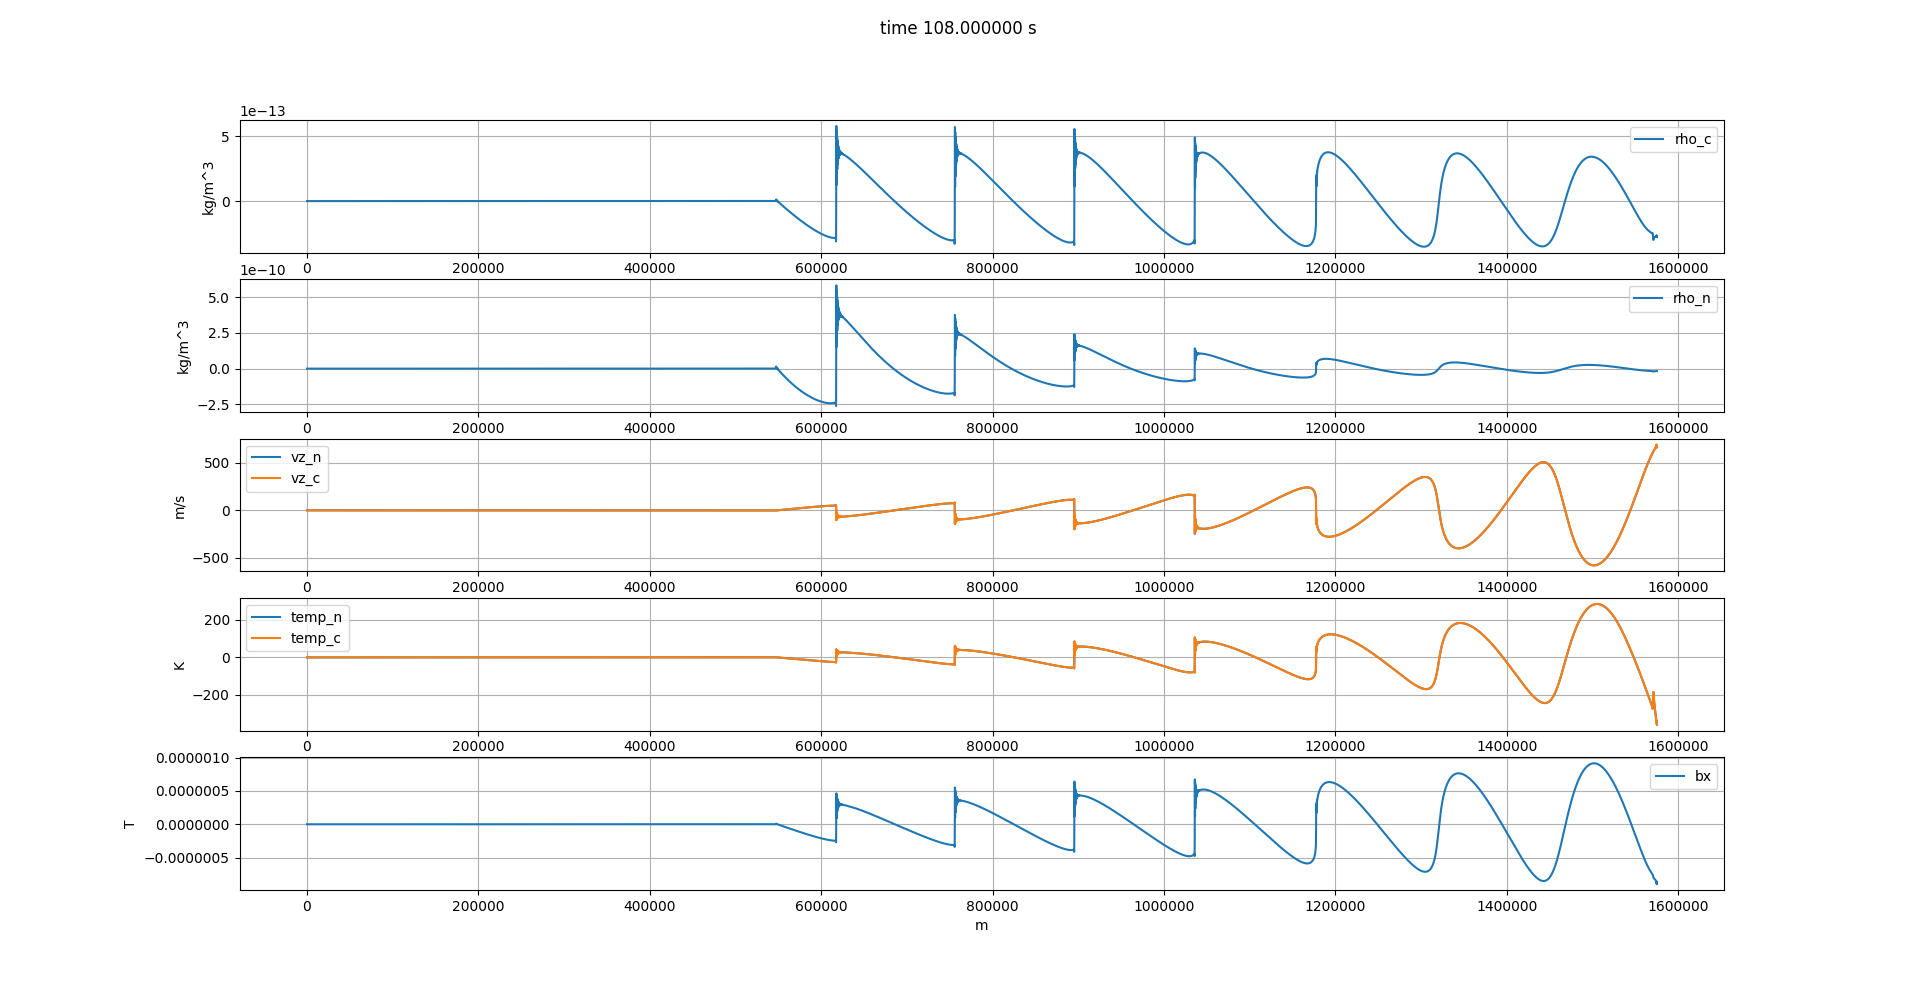 time 108.000000 s
1e−13
5
0
kg/m^3
rho_c
0 200000 400000 600000 800000 1000000 1200000 1400000 1600000
1e−10
5.0
2.5
0.0
−2.5
kg/m^3
rho_n
0 200000 400000 600000 800000 1000000 1200000 1400000 1600000
500
0
−500
m/s
vz_n
vz_c
0 200000 400000 600000 800000 1000000 1200000 1400000 1600000
200
0
−200
K
temp_n
temp_c
0 200000 400000 600000 800000 1000000 1200000 1400000 1600000
0.0000010
0.0000005
0.0000000
−0.0000005
T
bx
0 200000 400000 600000 800000 1000000 1200000 1400000 1600000
m